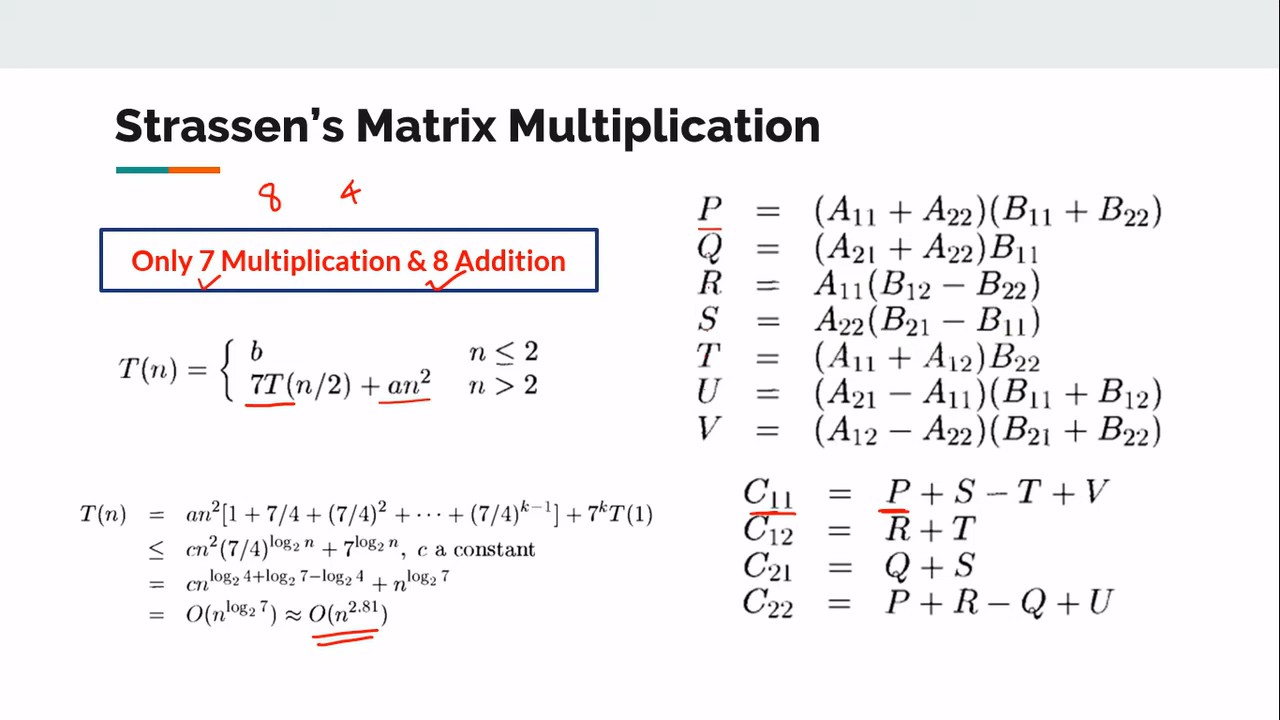 Strassen's Matrix Multiplication
8 4
Only 7 Multiplication & 8 Addition
T(n) = { b n ≤ 2
7T(n/2) + an² n > 2
T(n) = an²[1 + 7/4 + (7/4)² + ··· + (7/4)^{k−1}] + 7^k T(1)
≤ cn²(7/4)^{log₂ n} + 7^{log₂ n}, c a constant
= cn^{log₂ 4+log₂ 7−log₂ 4} + n^{log₂ 7}
= O(n^{log₂ 7}) ≈ O(n^{2.81})
P = (A₁₁ + A₂₂)(B₁₁ + B₂₂)
Q = (A₂₁ + A₂₂)B₁₁
R = A₁₁(B₁₂ − B₂₂)
S = A₂₂(B₂₁ − B₁₁)
T = (A₁₁ + A₁₂)B₂₂
U = (A₂₁ − A₁₁)(B₁₁ + B₁₂)
V = (A₁₂ − A₂₂)(B₂₁ + B₂₂)
C₁₁ = P + S − T + V
C₁₂ = R + T
C₂₁ = Q + S
C₂₂ = P + R − Q + U